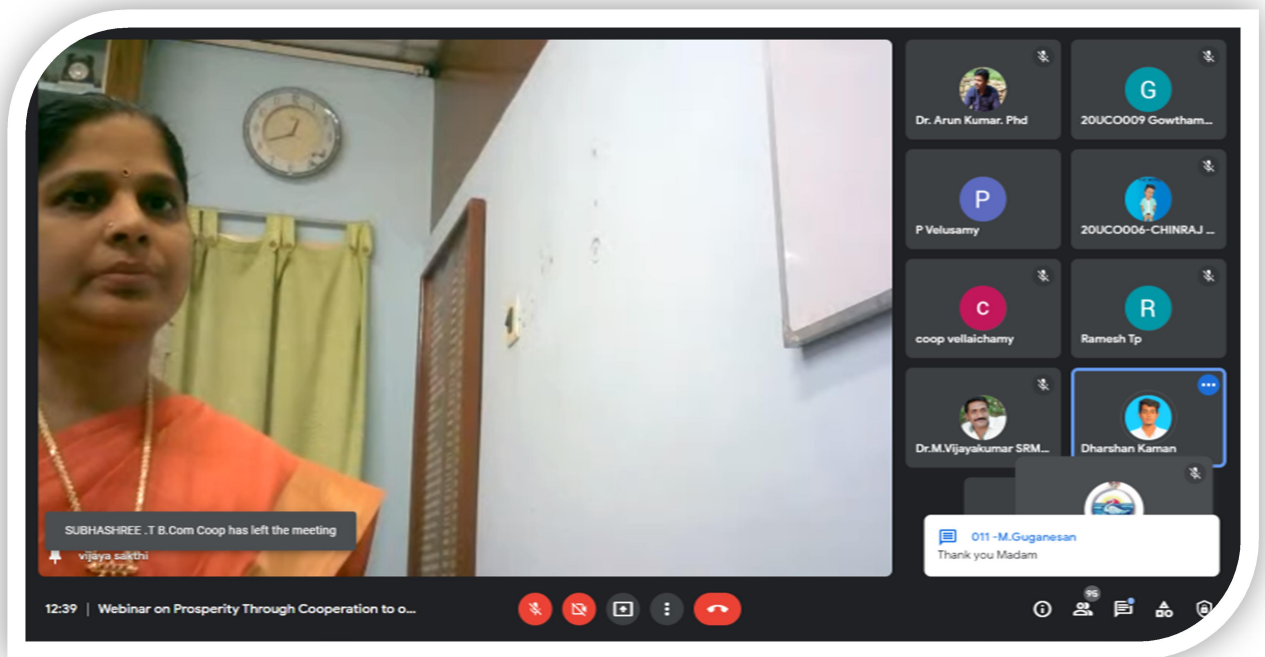 Dr. Arun Kumar. Phd
G
20UCO009 Gowtham...
P
P Velusamy
20UCO006-CHINRAJ ...
c
coop vellaichamy
R
Ramesh Tp
Dr.M.Vijayakumar SRM...
Dharshan Kaman
SUBHASHREE .T B.Com Coop has left the meeting
vijaya sakthi
011 -M.Guganesan
Thank you Madam
12:39 | Webinar on Prosperity Through Cooperation to o...
95